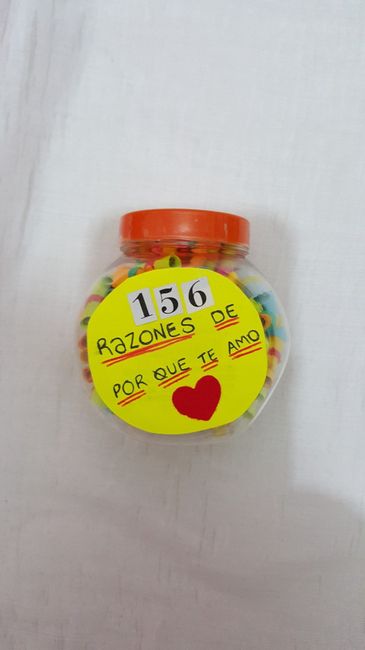 156
RAZONES DE
POR QUE TE AMO